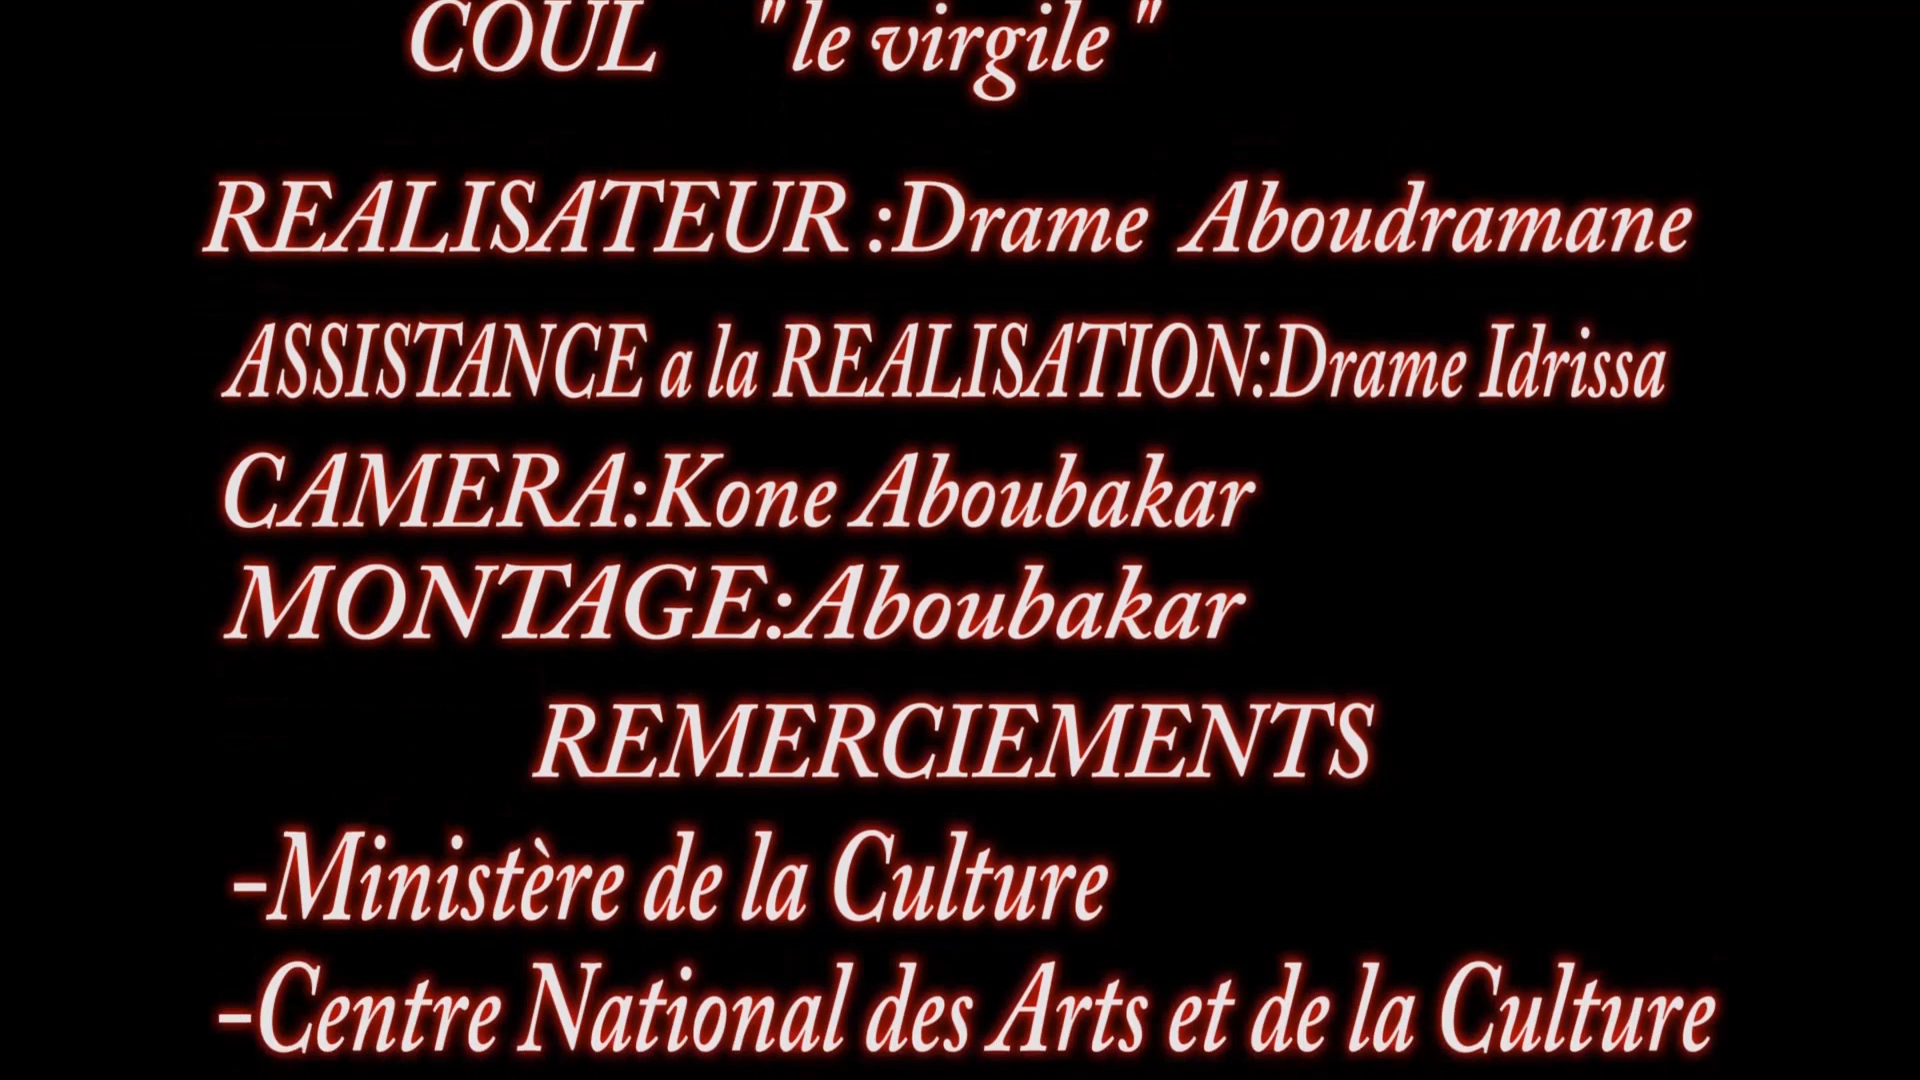 COUL " le virgile "
REALISATEUR :Drame Aboudramane
ASSISTANCE a la REALISATION:Drame Idrissa
CAMERA:Kone Aboubakar
MONTAGE:Aboubakar
REMERCIEMENTS
-Ministère de la Culture
-Centre National des Arts et de la Culture